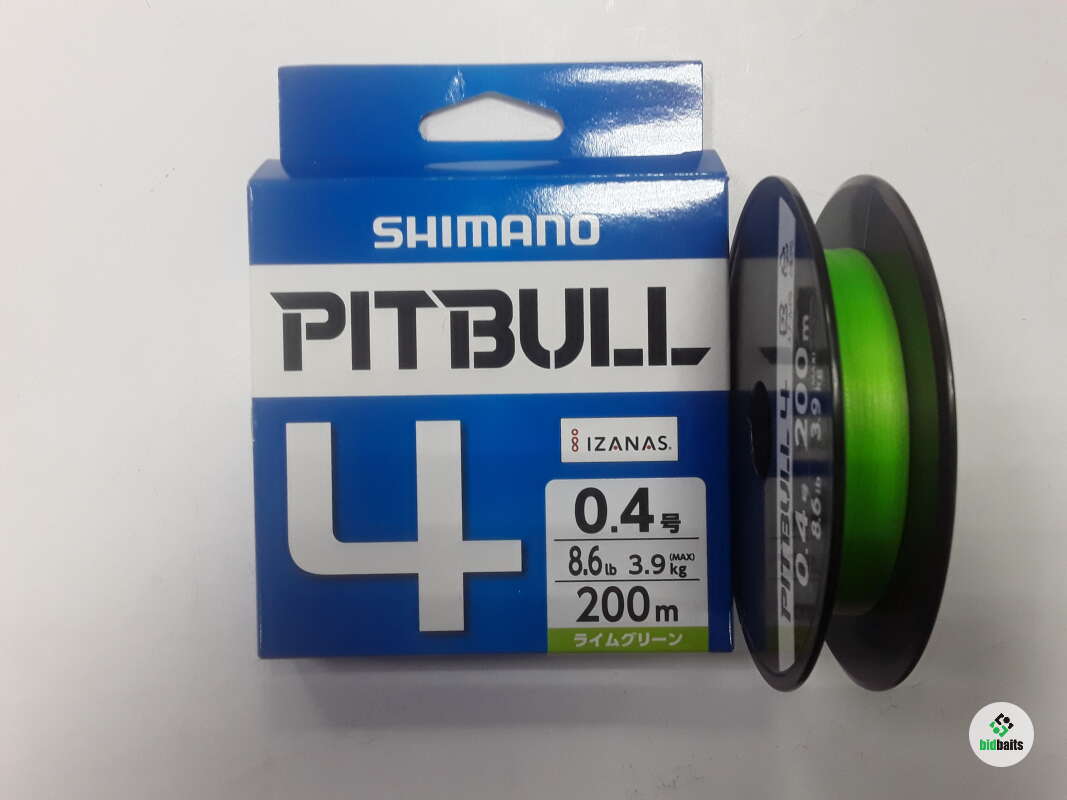 SHIMANO
PITBULL
4
IZANAS®
0.4号
8.6lb 3.9kg (MAX)
200m
ライムグリーン
PITBULL 4
0.4号 200m
8.6lb 3.9kg
bidbaits